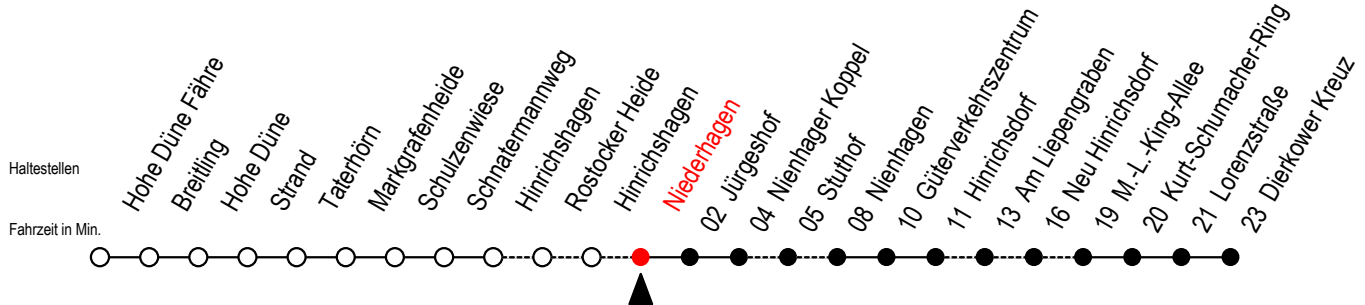 Haltestellen
Fahrzeit in Min.
Hohe Düne Fähre
Breitling
Hohe Düne
Strand
Taterhörn
Markgrafenheide
Schulzenwiese
Schnatermannweg
Hinrichshagen
Rostocker Heide
Hinrichshagen
Niederhagen
02 Jürgeshof
04 Nienhager Koppel
05 Stuthof
08 Nienhagen
10 Güterverkehrszentrum
11 Hinrichsdorf
13 Am Liepengraben
16 Neu Hinrichsdorf
19 M.-L.-King-Allee
20 Kurt-Schumacher-Ring
21 Lorenzstraße
23 Dierkower Kreuz